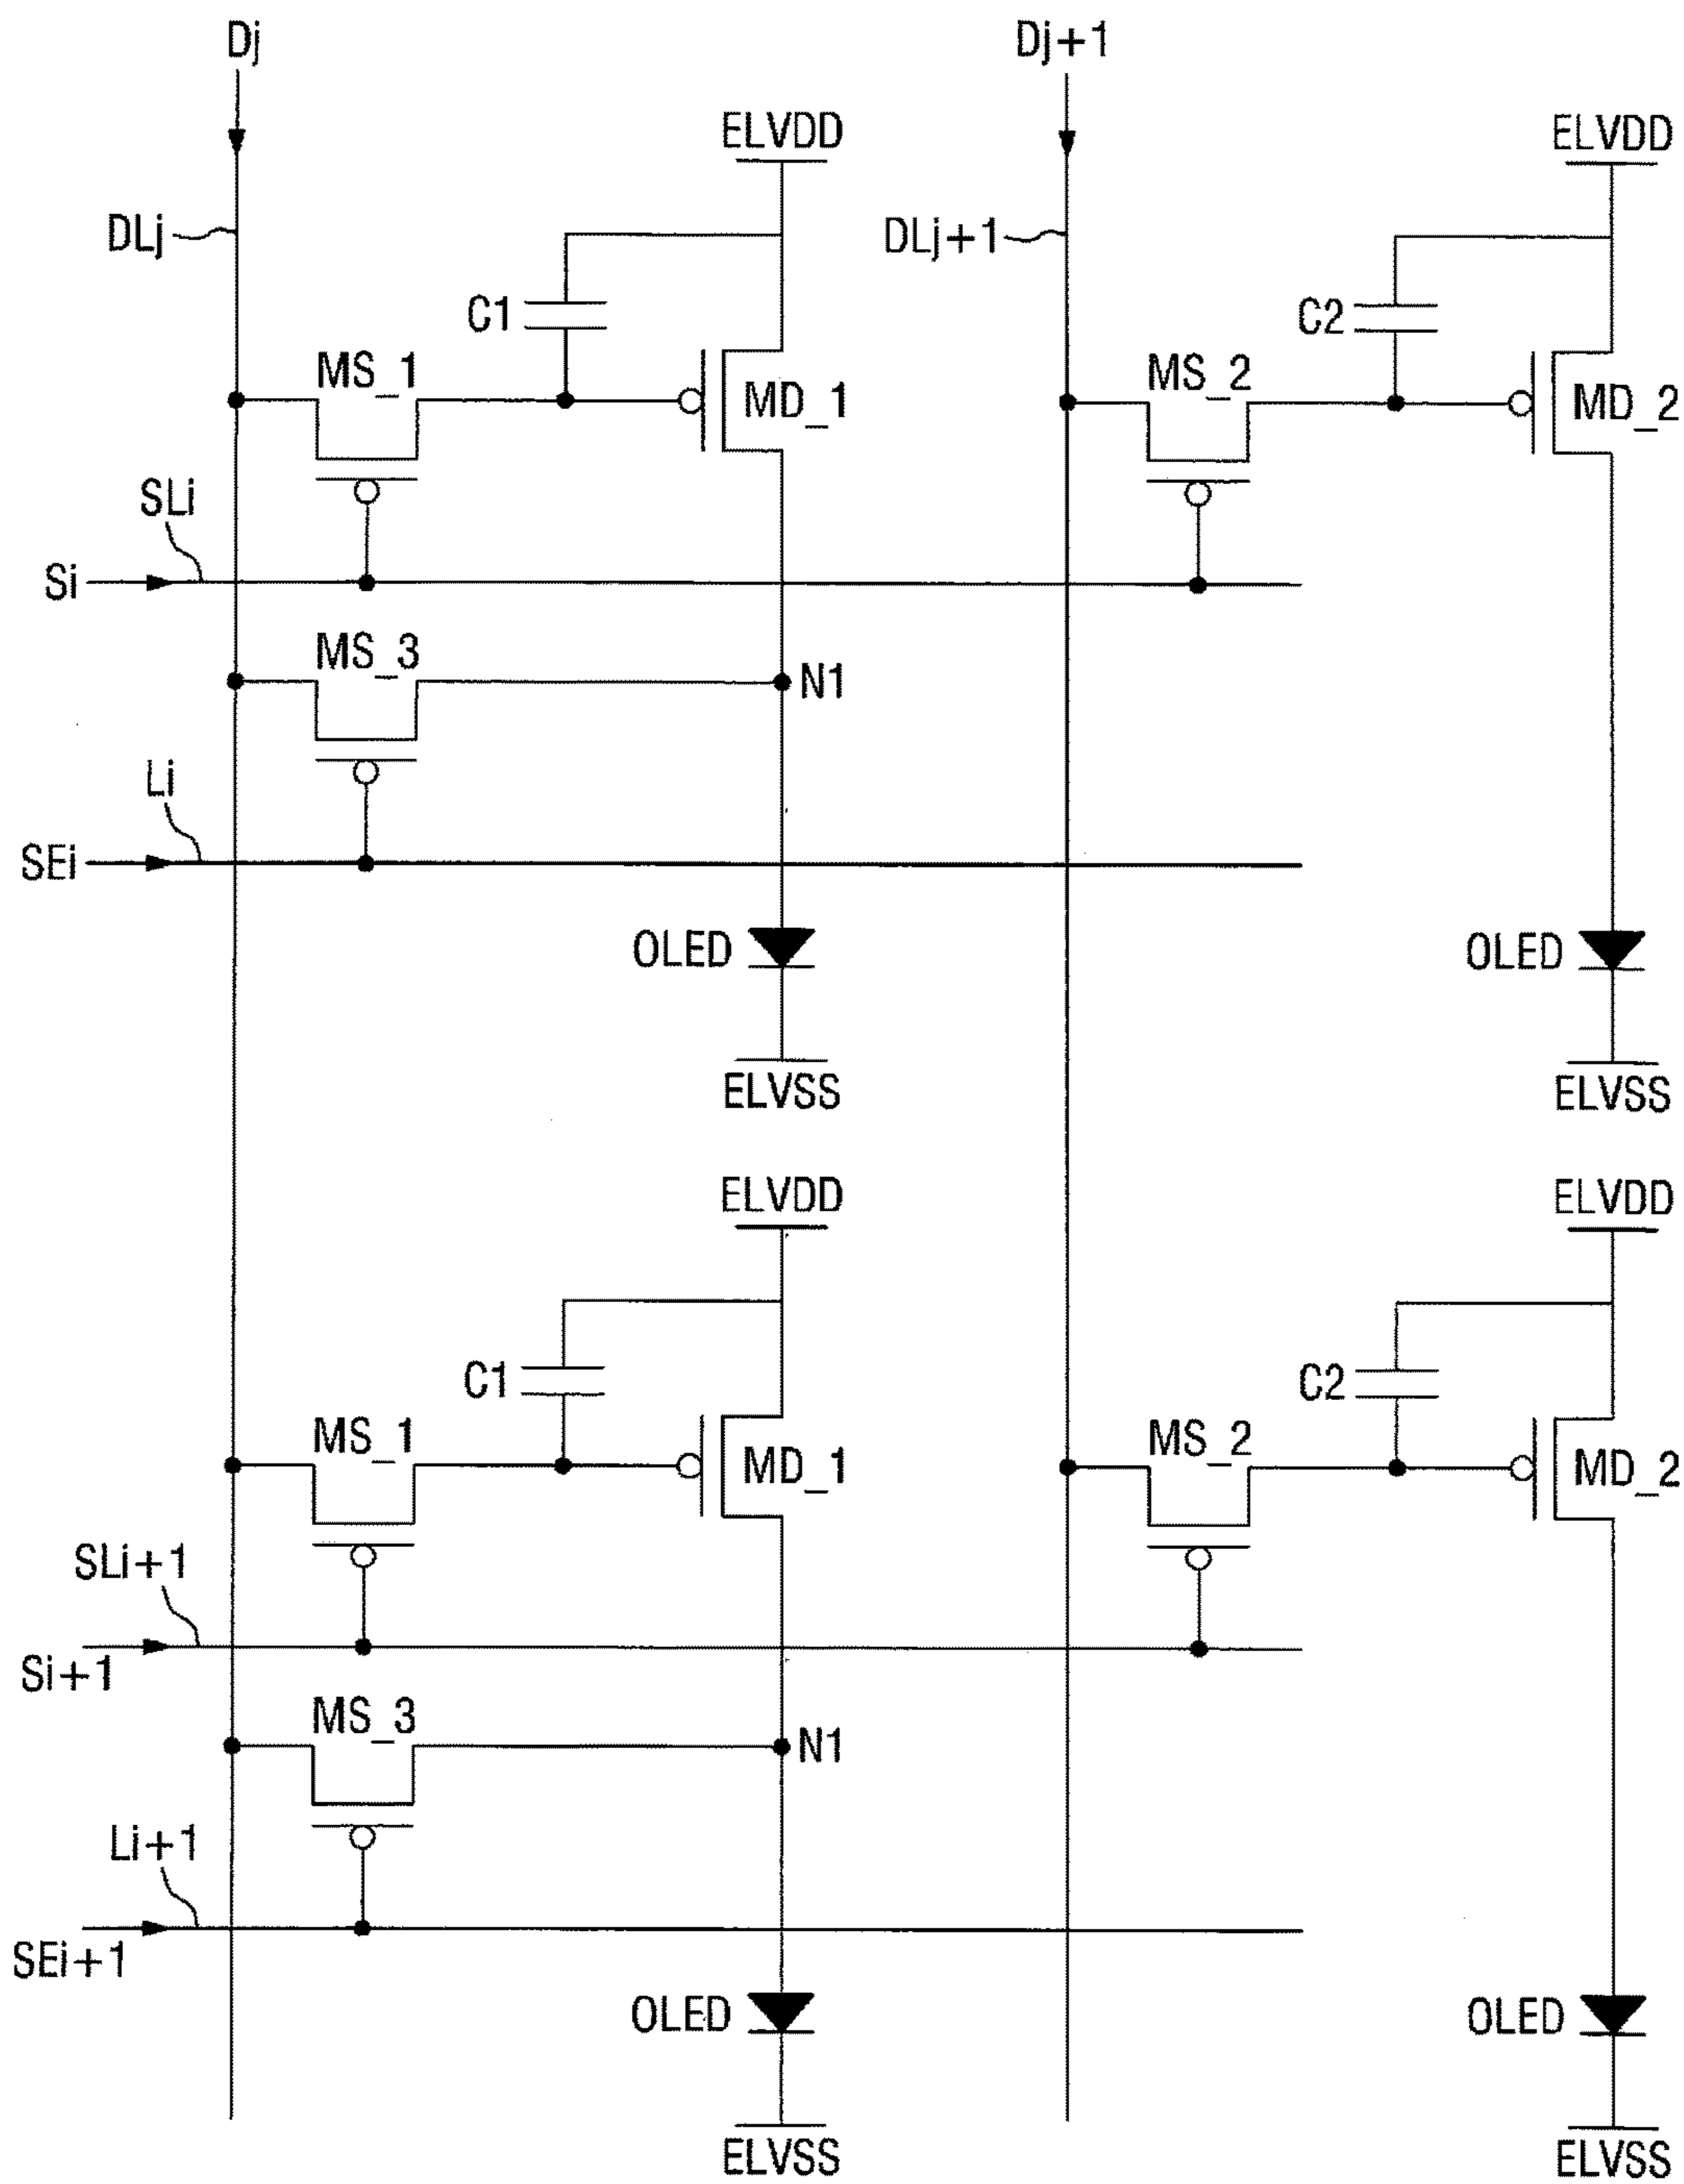 Dj
Dj+1
ELVDD
ELVDD
DLj
DLj+1
C1
C2
MS_1
MD_1
MS_2
MD_2
SLi
Si
MS_3
N1
Li
SEi
OLED
OLED
ELVSS
ELVSS
ELVDD
ELVDD
C1
C2
MS_1
MD_1
MS_2
MD_2
SLi+1
Si+1
MS_3
N1
Li+1
SEi+1
OLED
OLED
ELVSS
ELVSS